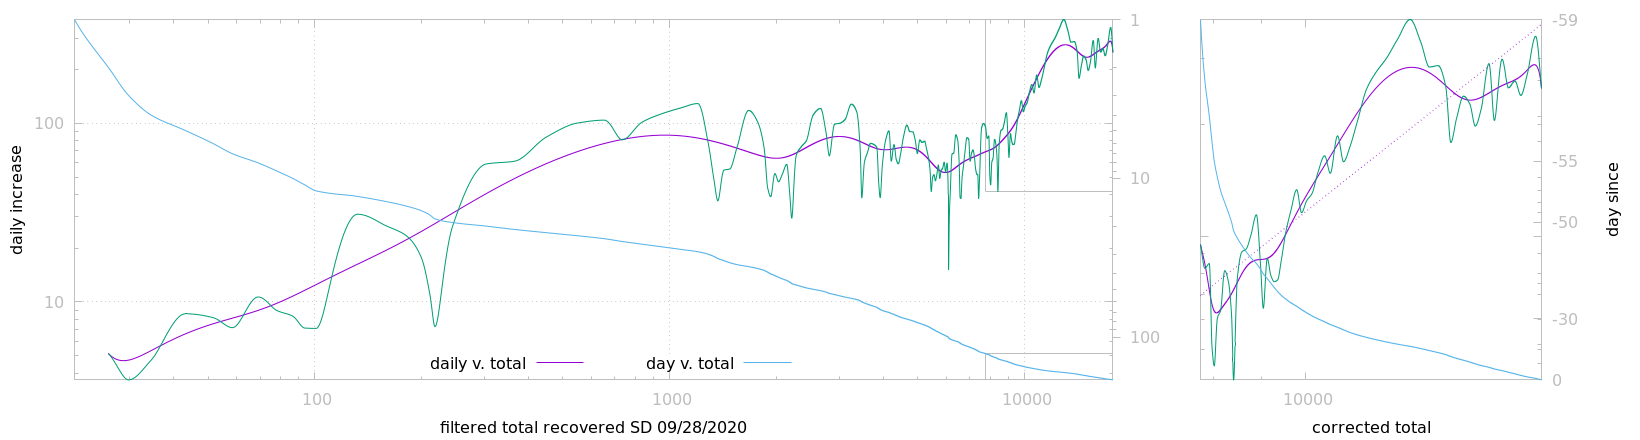 daily increase
100
10
1
10
100
daily v. total
day v. total
100
1000
10000
filtered total recovered SD 09/28/2020
-59
-55
-50
-30
0
day since
10000
corrected total